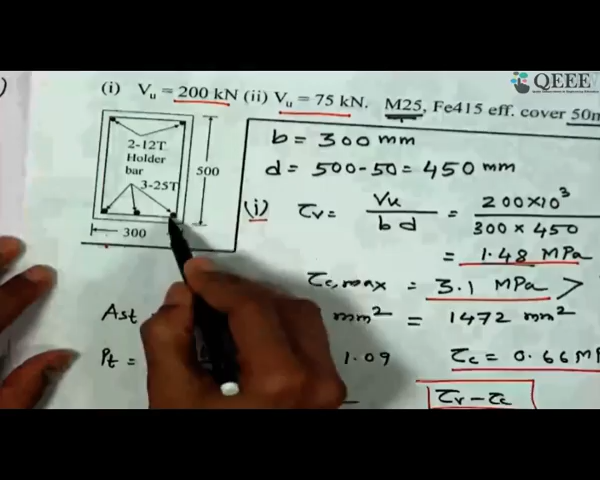 QEEE
(i) Vu = 200 kN (ii) Vu = 75 kN. M25, Fe415 eff. cover 50m
2-12T
Holder
bar
3-25T
500
300
b = 300 mm
d = 500-50 = 450 mm
(i) τv = Vu / b d = 200×10³ / 300 × 450
= 1.48 MPa
τc,max = 3.1 MPa >
Ast mm² = 1472 mm²
Pt = 1.09 τc = 0.66 MP
τv - τc